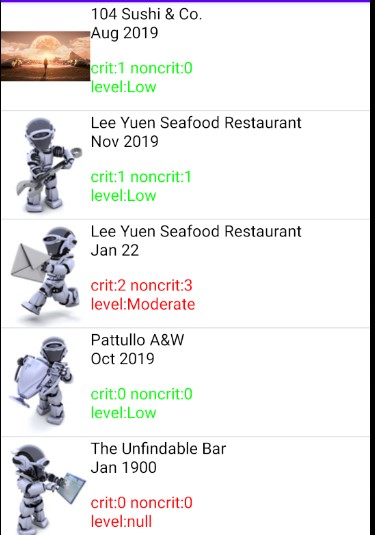 104 Sushi & Co.
Aug 2019
crit:1 noncrit:0
level:Low
Lee Yuen Seafood Restaurant
Nov 2019
crit:1 noncrit:1
level:Low
Lee Yuen Seafood Restaurant
Jan 22
crit:2 noncrit:3
level:Moderate
Pattullo A&W
Oct 2019
crit:0 noncrit:0
level:Low
The Unfindable Bar
Jan 1900
crit:0 noncrit:0
level:null